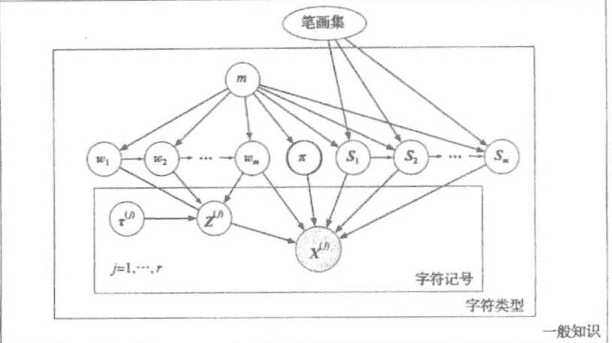 笔画集
m
w₁ w₂ … wₘ π S₁ S₂ … Sₘ
τ⁽ʲ⁾ Z⁽ʲ⁾ X⁽ʲ⁾
j=1,…,r
字符记号
字符类型
一般知识